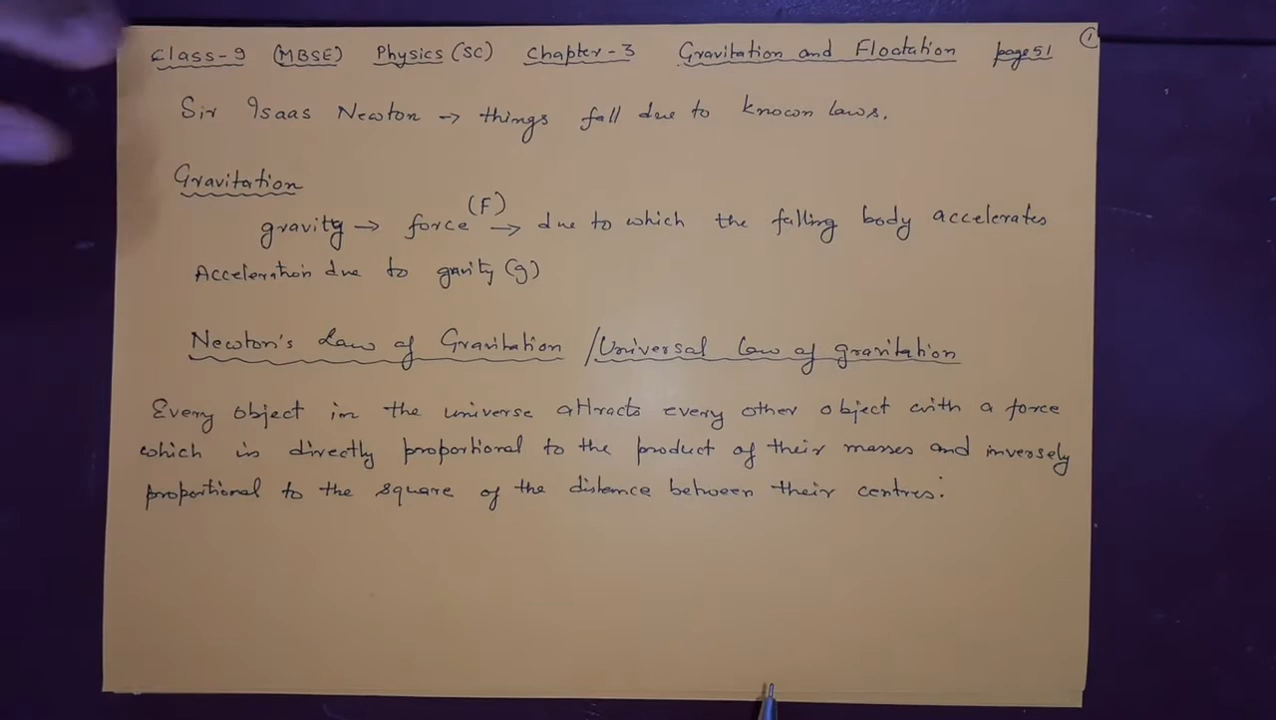 Class-9 (MBSE) Physics (SC) Chapter-3 Gravitation and Floatation page 51 1
Sir Isaas Newton → things fall due to known laws.
Gravitation
gravity → force (F) → due to which the falling body accelerates
Acceleration due to gravity (g)
Newton's Law of Gravitation / Universal law of gravitation
Every object in the universe attracts every other object with a force
which is directly proportional to the product of their masses and inversely
proportional to the square of the distance between their centres.